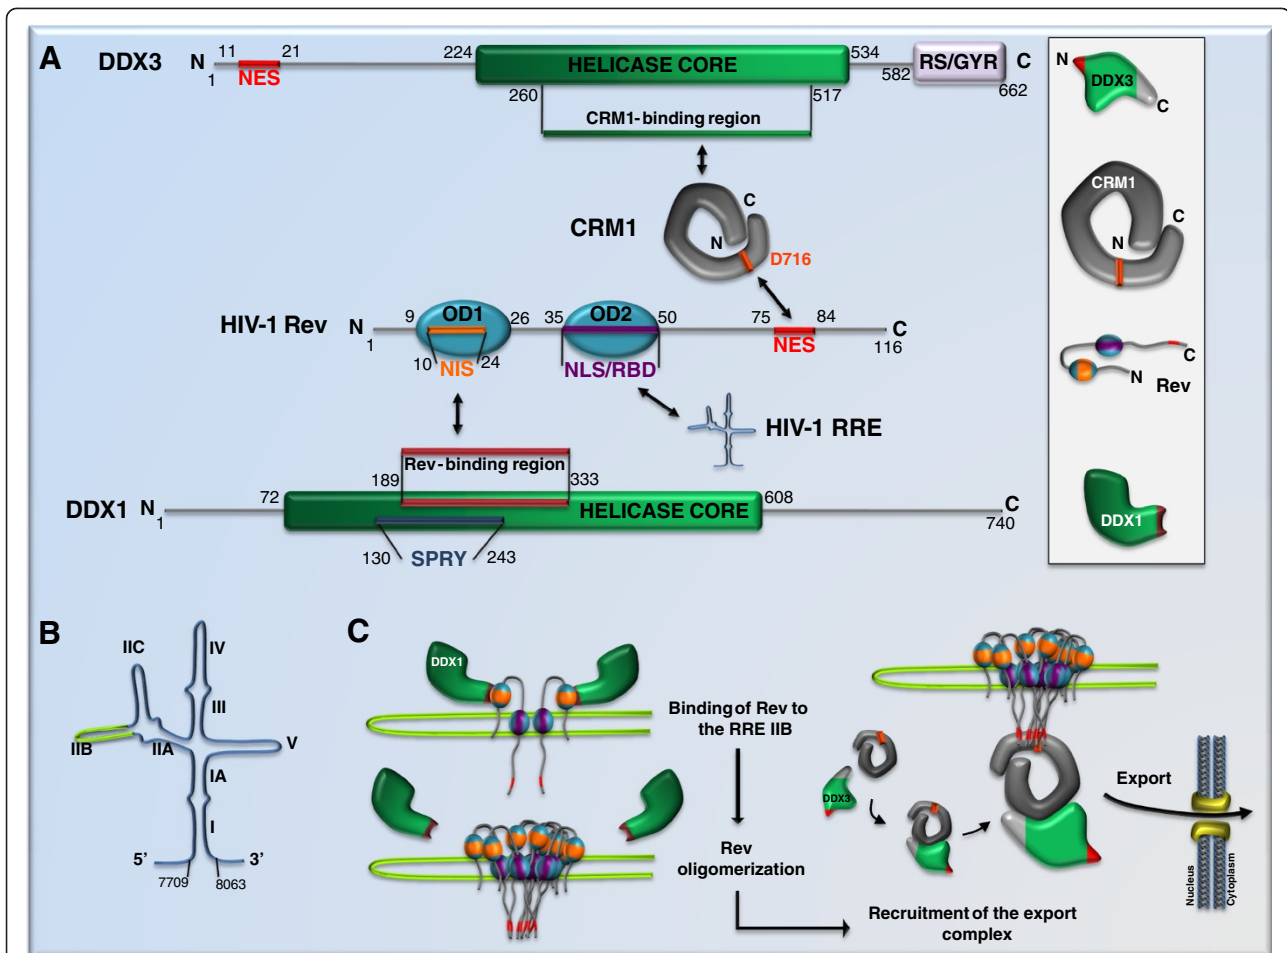 A
DDX3 N 11 21 224 HELICASE CORE 534 RS/GYR C
1 NES 582 662
260 517
CRM1-binding region
CRM1 C
N
D716
HIV-1 Rev N 9 OD1 26 35 OD2 50 75 84 C
1 116
10 NIS 24 NLS/RBD NES
HIV-1 RRE
Rev-binding region
189 333
DDX1 N 72 HELICASE CORE 608 C
1 740
130 SPRY 243
N
DDX3
C
CRM1
C
N
C
N
Rev
DDX1
B
IIC IV
III
IIB IIA V
IA
I
5' 3'
7709 8063
C
DDX1
Binding of Rev to
the RRE IIB
Rev
oligomerization
Recruitment of the export
complex
DDX3
Export
Nucleus
Cytoplasm